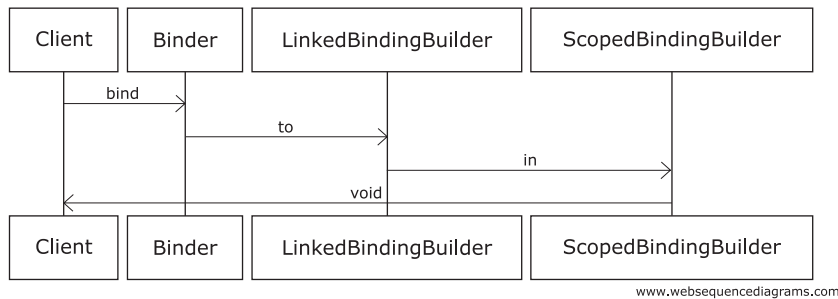 Client Binder LinkedBindingBuilder ScopedBindingBuilder
bind
to
in
void
Client Binder LinkedBindingBuilder ScopedBindingBuilder
www.websequencediagrams.com